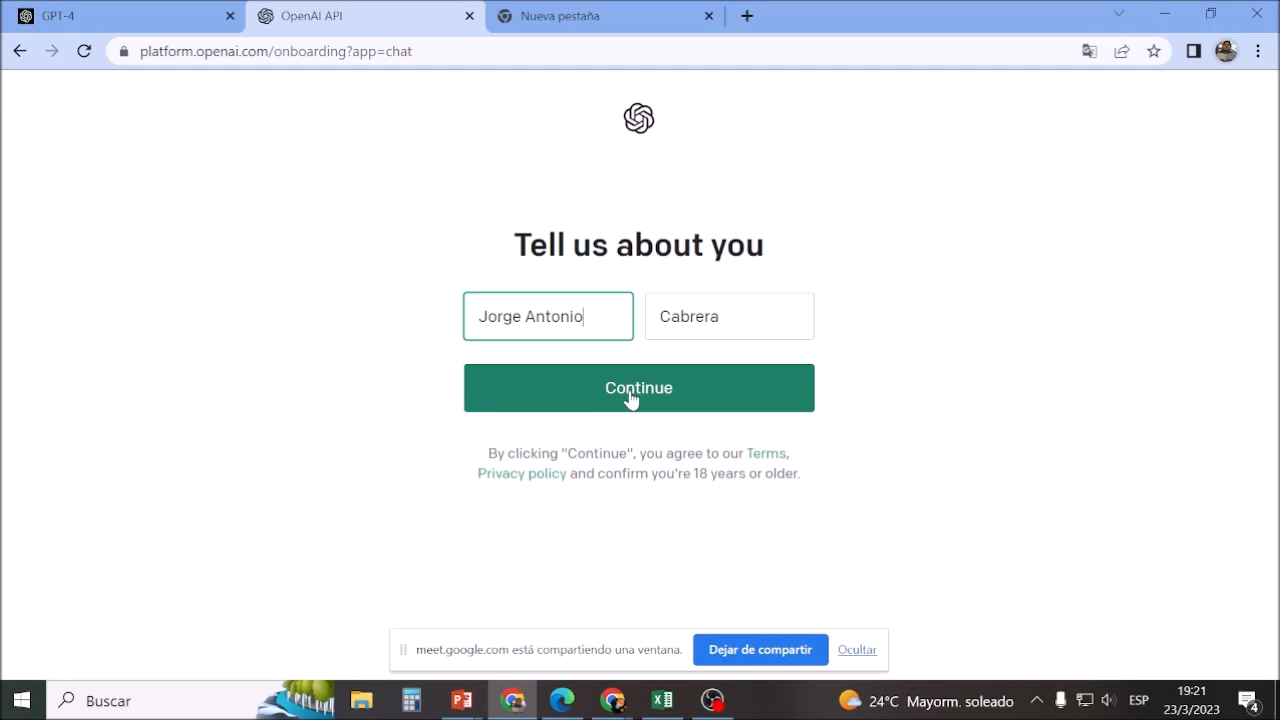 GPT-4
OpenAI API
Nueva pestaña
platform.openai.com/onboarding?app=chat
Tell us about you
Jorge Antonio
Cabrera
Continue
By clicking "Continue", you agree to our Terms,
Privacy policy and confirm you're 18 years or older.
meet.google.com está compartiendo una ventana.
Dejar de compartir
Ocultar
Buscar
24°C Mayorm. soleado
ESP
19:21
23/3/2023
4